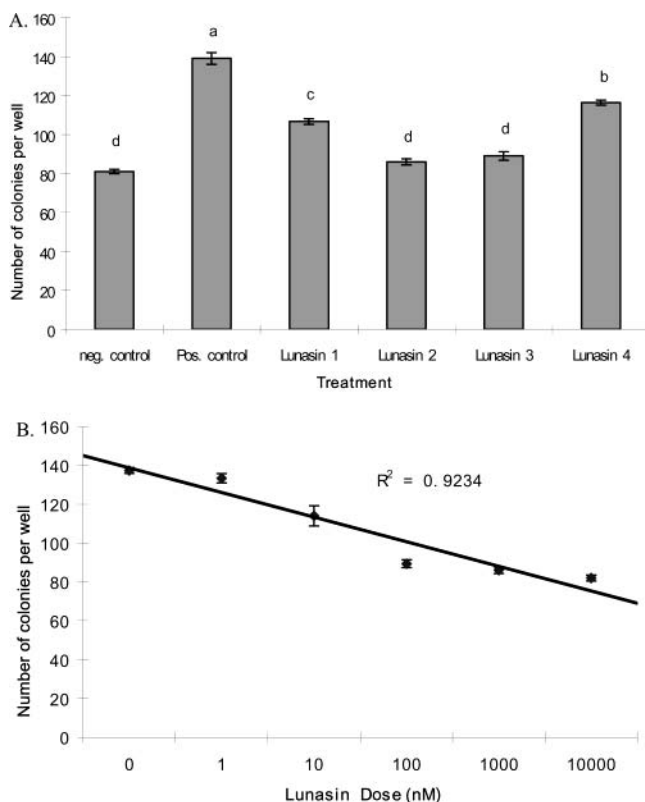 A.
160
140
120
100
80
60
40
20
0
Number of colonies per well
d
a
c
d
d
b
neg. control Pos. control Lunasin 1 Lunasin 2 Lunasin 3 Lunasin 4
Treatment
B.
160
140
120
100
80
60
40
20
0
Number of colonies per well
R² = 0.9234
0 1 10 100 1000 10000
Lunasin Dose (nM)